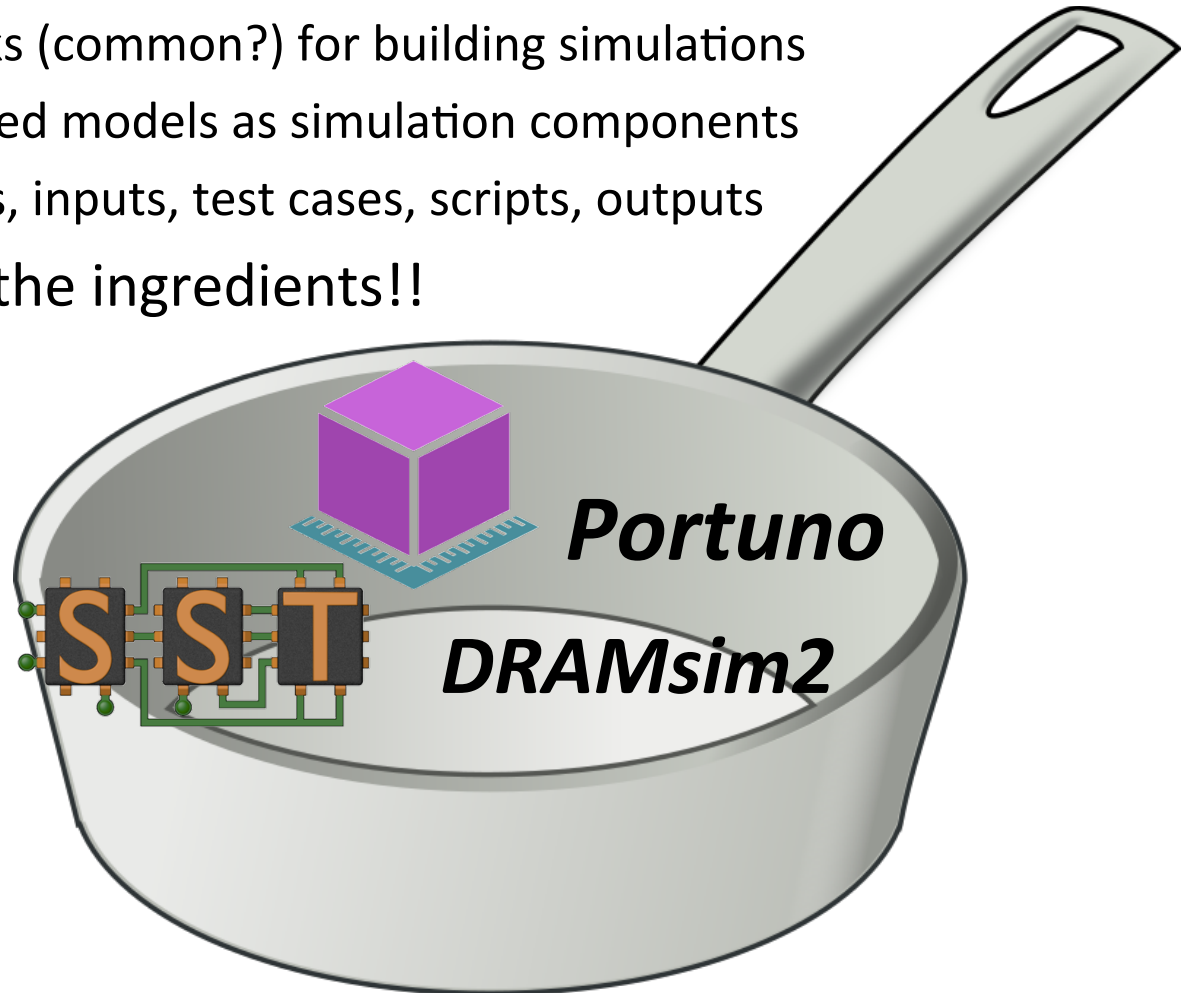 ks (common?) for building simulations
ed models as simulation components
s, inputs, test cases, scripts, outputs
the ingredients!!
Portuno
SST
DRAMsim2